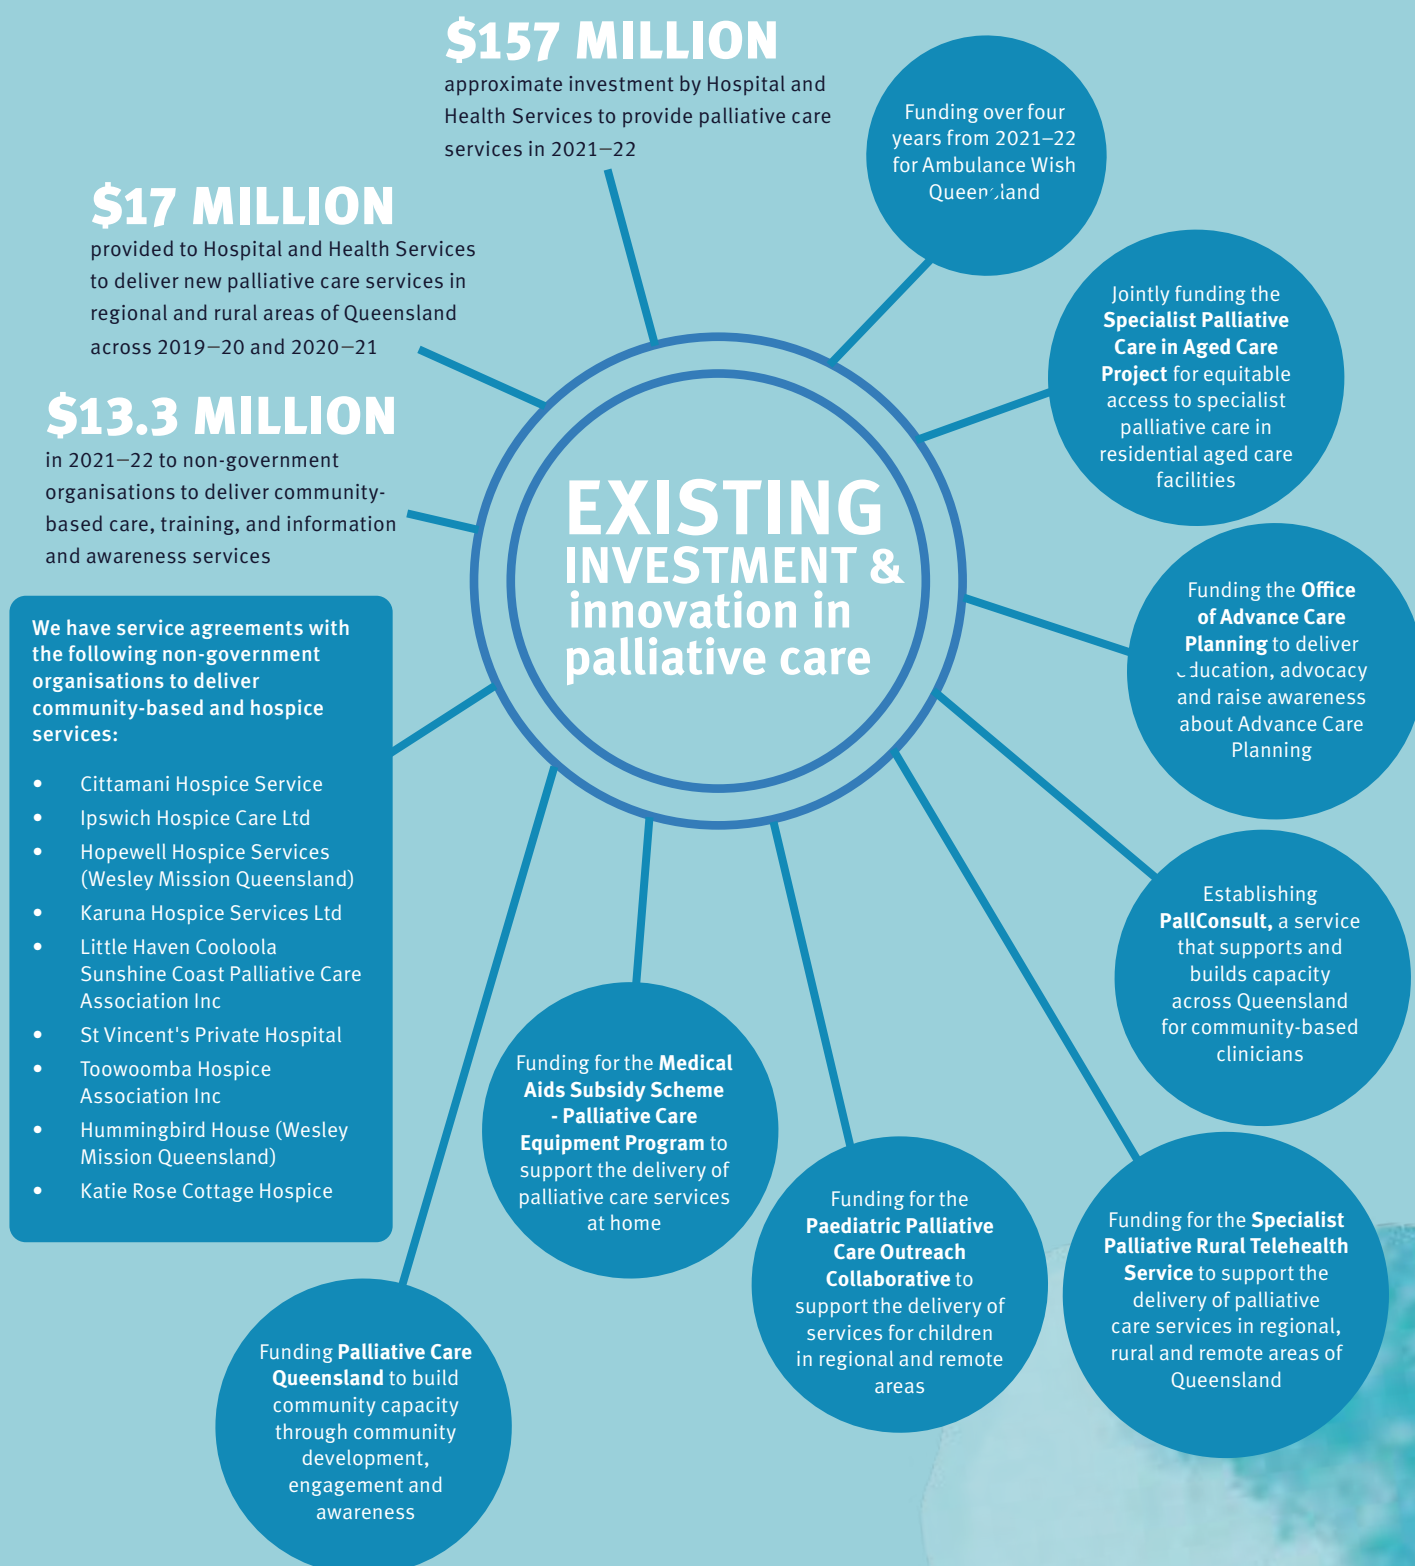 $157 MILLION
approximate investment by Hospital and
Health Services to provide palliative care
services in 2021–22
$17 MILLION
provided to Hospital and Health Services
to deliver new palliative care services in
regional and rural areas of Queensland
across 2019–20 and 2020–21
$13.3 MILLION
in 2021–22 to non-government
organisations to deliver community-
based care, training, and information
and awareness services
We have service agreements with
the following non-government
organisations to deliver
community-based and hospice
services:
• Cittamani Hospice Service
• Ipswich Hospice Care Ltd
• Hopewell Hospice Services
(Wesley Mission Queensland)
• Karuna Hospice Services Ltd
• Little Haven Cooloola
Sunshine Coast Palliative Care
Association Inc
• St Vincent's Private Hospital
• Toowoomba Hospice
Association Inc
• Hummingbird House (Wesley
Mission Queensland)
• Katie Rose Cottage Hospice
EXISTING
INVESTMENT &
innovation in
palliative care
Funding over four
years from 2021–22
for Ambulance Wish
Queensland
Jointly funding the
Specialist Palliative
Care in Aged Care
Project for equitable
access to specialist
palliative care in
residential aged care
facilities
Funding the Office
of Advance Care
Planning to deliver
education, advocacy
and raise awareness
about Advance Care
Planning
Establishing
PallConsult, a service
that supports and
builds capacity
across Queensland
for community-based
clinicians
Funding for the Specialist
Palliative Rural Telehealth
Service to support the
delivery of palliative
care services in regional,
rural and remote areas of
Queensland
Funding for the
Paediatric Palliative
Care Outreach
Collaborative to
support the delivery of
services for children
in regional and remote
areas
Funding for the Medical
Aids Subsidy Scheme
- Palliative Care
Equipment Program to
support the delivery of
palliative care services
at home
Funding Palliative Care
Queensland to build
community capacity
through community
development,
engagement and
awareness